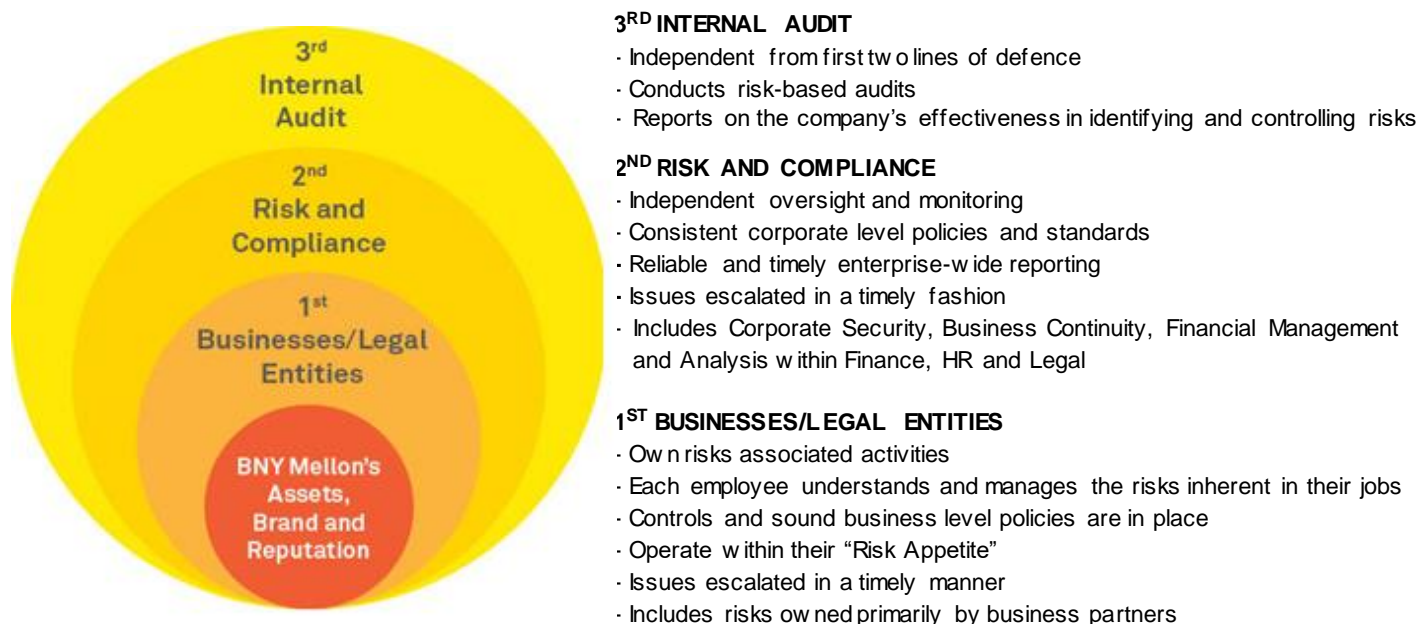 3rd
Internal
Audit
2nd
Risk and
Compliance
1st
Businesses/Legal
Entities
BNY Mellon's
Assets,
Brand and
Reputation
3RD INTERNAL AUDIT
· Independent from first two lines of defence
· Conducts risk-based audits
· Reports on the company's effectiveness in identifying and controlling risks
2ND RISK AND COMPLIANCE
· Independent oversight and monitoring
· Consistent corporate level policies and standards
· Reliable and timely enterprise-wide reporting
· Issues escalated in a timely fashion
· Includes Corporate Security, Business Continuity, Financial Management
and Analysis within Finance, HR and Legal
1ST BUSINESSES/LEGAL ENTITIES
· Own risks associated activities
· Each employee understands and manages the risks inherent in their jobs
· Controls and sound business level policies are in place
· Operate within their “Risk Appetite”
· Issues escalated in a timely manner
· Includes risks owned primarily by business partners